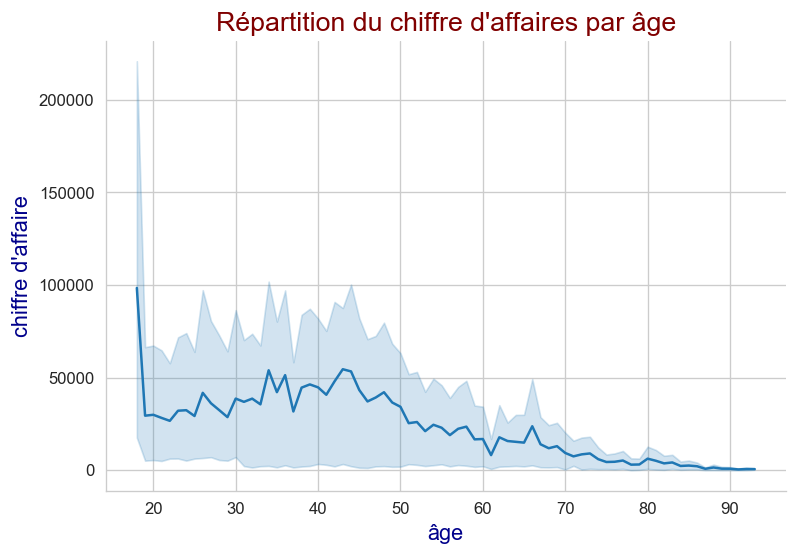 Répartition du chiffre d'affaires par âge
200000
150000
100000
50000
0
chiffre d'affaire
20 30 40 50 60 70 80 90
âge